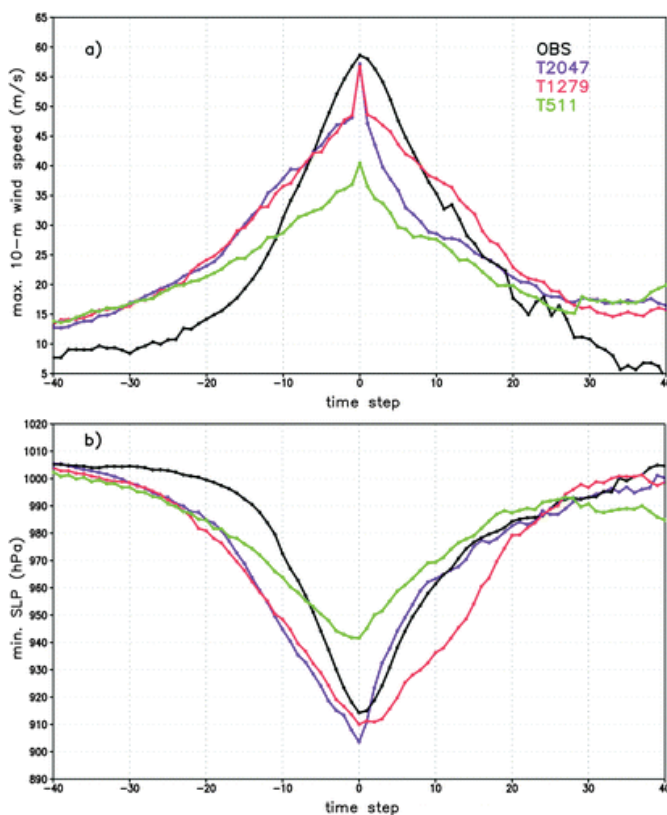 a)
OBS
T2047
T1279
T511
max. 10-m wind speed (m/s)
65
60
55
50
45
40
35
30
25
20
15
10
5
-40 -30 -20 -10 0 10 20 30 40
time step
b)
min. SLP (hPa)
1020
1010
1000
990
980
970
960
950
940
930
920
910
900
890
-40 -30 -20 -10 0 10 20 30 40
time step